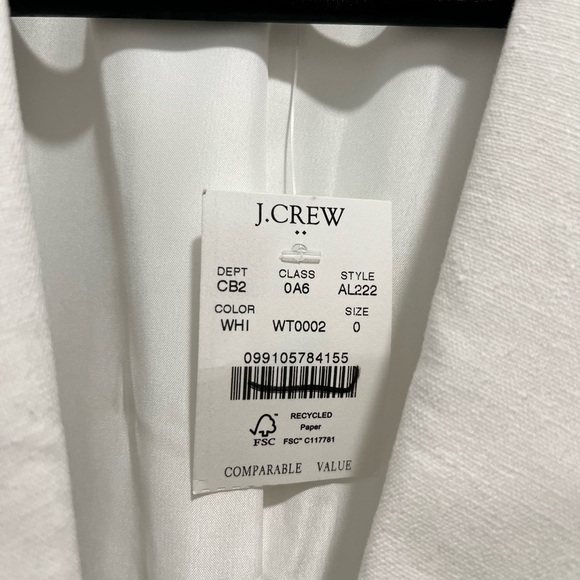 J.CREW
DEPT CLASS STYLE
CB2 0A6 AL222
COLOR SIZE
WHI WT0002 0
099105784155
FSC™ RECYCLED
Paper
FSC® C117781
COMPARABLE VALUE